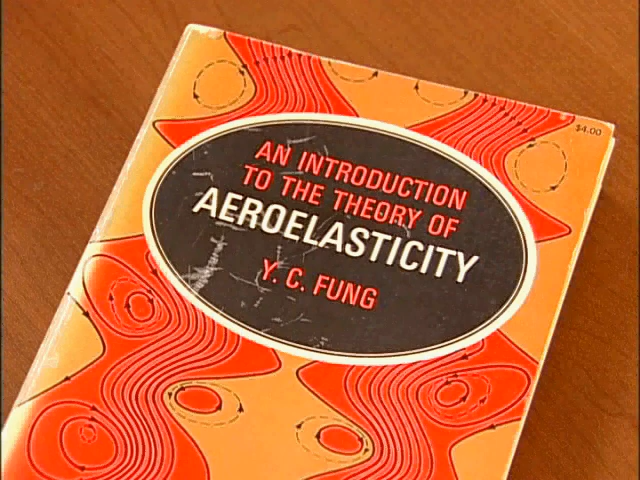 $4.00
AN INTRODUCTION
TO THE THEORY OF
AEROELASTICITY
Y. C. FUNG